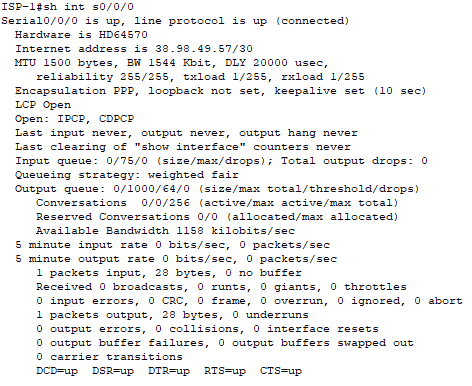 ISP-1#sh int s0/0/0
Serial0/0/0 is up, line protocol is up (connected)
Hardware is HD64570
Internet address is 38.98.49.57/30
MTU 1500 bytes, BW 1544 Kbit, DLY 20000 usec,
reliability 255/255, txload 1/255, rxload 1/255
Encapsulation PPP, loopback not set, keepalive set (10 sec)
LCP Open
Open: IPCP, CDPCP
Last input never, output never, output hang never
Last clearing of "show interface" counters never
Input queue: 0/75/0 (size/max/drops); Total output drops: 0
Queueing strategy: weighted fair
Output queue: 0/1000/64/0 (size/max total/threshold/drops)
Conversations 0/0/256 (active/max active/max total)
Reserved Conversations 0/0 (allocated/max allocated)
Available Bandwidth 1158 kilobits/sec
5 minute input rate 0 bits/sec, 0 packets/sec
5 minute output rate 0 bits/sec, 0 packets/sec
1 packets input, 28 bytes, 0 no buffer
Received 0 broadcasts, 0 runts, 0 giants, 0 throttles
0 input errors, 0 CRC, 0 frame, 0 overrun, 0 ignored, 0 abort
1 packets output, 28 bytes, 0 underruns
0 output errors, 0 collisions, 0 interface resets
0 output buffer failures, 0 output buffers swapped out
0 carrier transitions
DCD=up DSR=up DTR=up RTS=up CTS=up